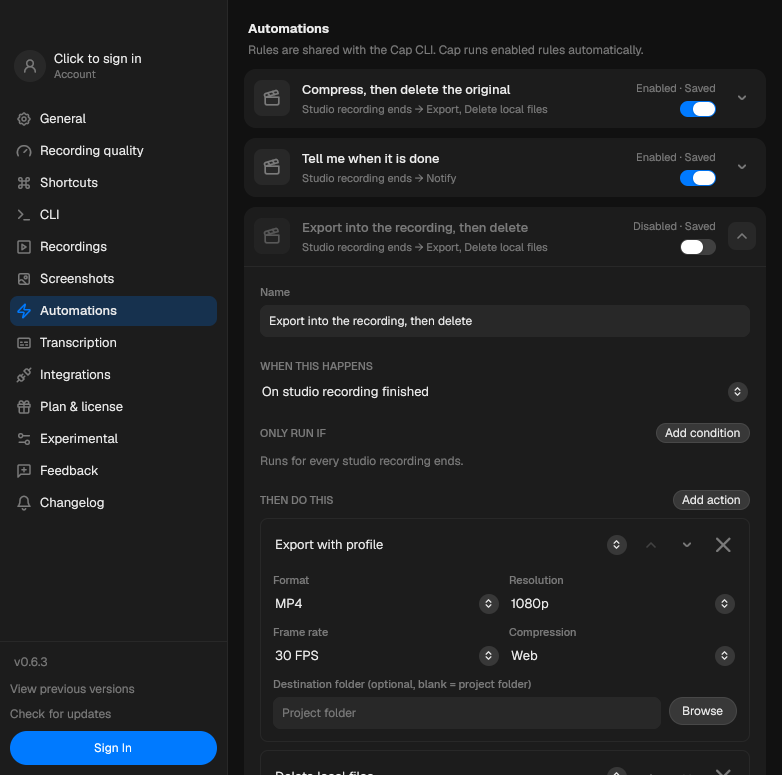 Click to sign in
Account
General
Recording quality
Shortcuts
CLI
Recordings
Screenshots
Automations
Transcription
Integrations
Plan & license
Experimental
Feedback
Changelog
v0.6.3
View previous versions
Check for updates
Sign In
Automations
Rules are shared with the Cap CLI. Cap runs enabled rules automatically.
Compress, then delete the original
Studio recording ends → Export, Delete local files
Enabled · Saved
Tell me when it is done
Studio recording ends → Notify
Enabled · Saved
Export into the recording, then delete
Studio recording ends → Export, Delete local files
Disabled · Saved
Name
Export into the recording, then delete
WHEN THIS HAPPENS
On studio recording finished
ONLY RUN IF
Add condition
Runs for every studio recording ends.
THEN DO THIS
Add action
Export with profile
Format
Resolution
MP4
1080p
Frame rate
Compression
30 FPS
Web
Destination folder (optional, blank = project folder)
Project folder
Browse
Delete local files